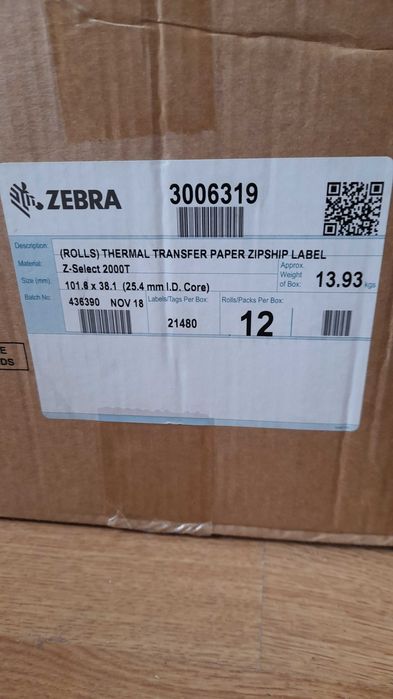 ZEBRA
3006319
Description:
(ROLLS) THERMAL TRANSFER PAPER ZIPSHIP LABEL
Material:
Z-Select 2000T
Approx. Weight of Box:
13.93 kgs
Size (mm):
101.6 x 38.1 (25.4 mm I.D. Core)
Batch No:
436390 NOV 18
Labels/Tags Per Box:
21480
Rolls/Packs Per Box:
12
E
DS